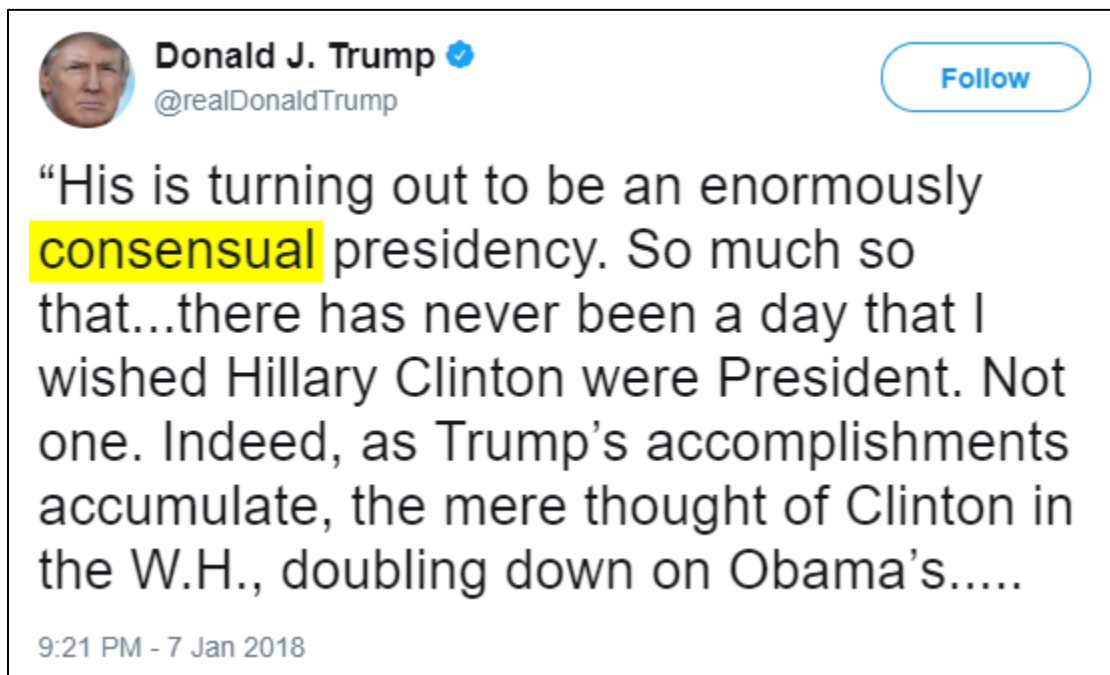 Donald J. Trump
@realDonaldTrump
Follow
“His is turning out to be an enormously
consensual presidency. So much so
that...there has never been a day that I
wished Hillary Clinton were President. Not
one. Indeed, as Trump’s accomplishments
accumulate, the mere thought of Clinton in
the W.H., doubling down on Obama’s.....
9:21 PM - 7 Jan 2018